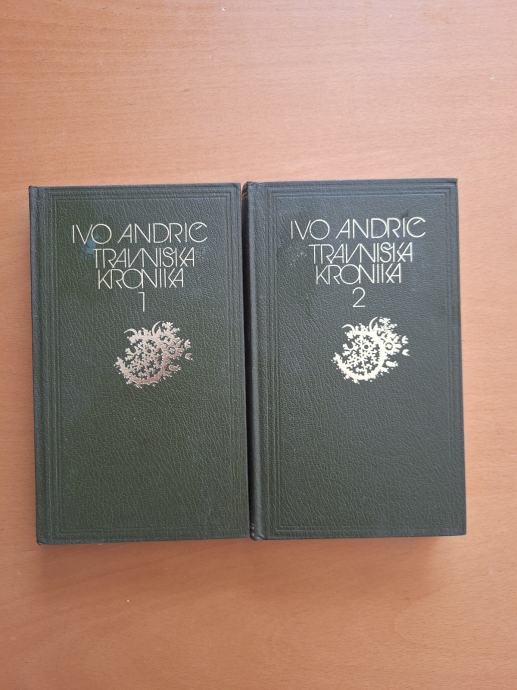 IVO ANDRIĆ
TRAVNIŠKA
KRONIKA
1
IVO ANDRIĆ
TRAVNIŠKA
KRONIKA
2